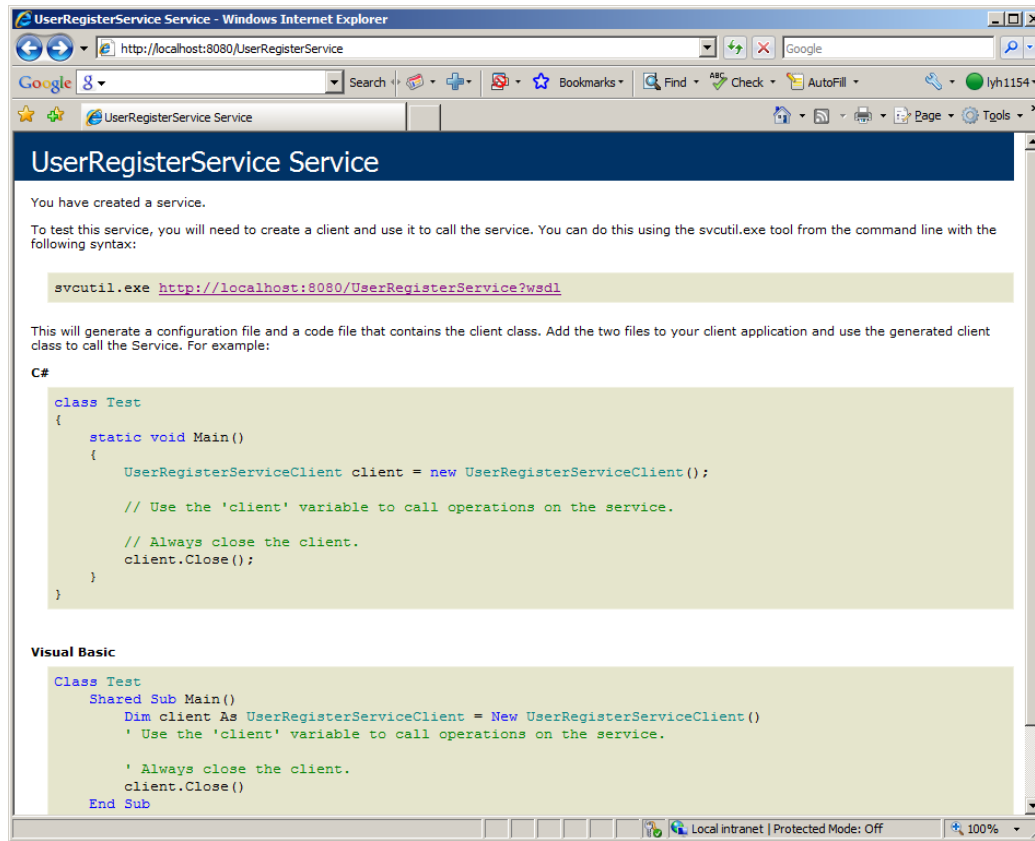 UserRegisterService Service - Windows Internet Explorer
http://localhost:8080/UserRegisterService
Google
Google
Search
Bookmarks
Find
ABC Check
AutoFill
lyh1154
UserRegisterService Service
Page
Tools
UserRegisterService Service
You have created a service.
To test this service, you will need to create a client and use it to call the service. You can do this using the svcutil.exe tool from the command line with the
following syntax:
svcutil.exe http://localhost:8080/UserRegisterService?wsdl
This will generate a configuration file and a code file that contains the client class. Add the two files to your client application and use the generated client
class to call the Service. For example:
C#
class Test
{
    static void Main()
    {
        UserRegisterServiceClient client = new UserRegisterServiceClient();
        // Use the 'client' variable to call operations on the service.
        // Always close the client.
        client.Close();
    }
}
Visual Basic
Class Test
    Shared Sub Main()
        Dim client As UserRegisterServiceClient = New UserRegisterServiceClient()
        ' Use the 'client' variable to call operations on the service.
        ' Always close the client.
        client.Close()
    End Sub
Local intranet | Protected Mode: Off
100%